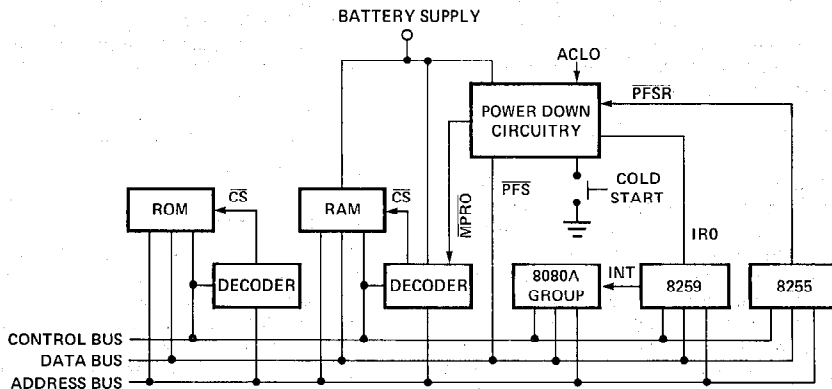 BATTERY SUPPLY
ACLO
POWER DOWN
CIRCUITRY
PFSR
COLD
START
PFS
MPRO
IR0
ROM
CS
RAM
CS
DECODER
DECODER
8080A
GROUP
INT
8259
8255
CONTROL BUS
DATA BUS
ADDRESS BUS